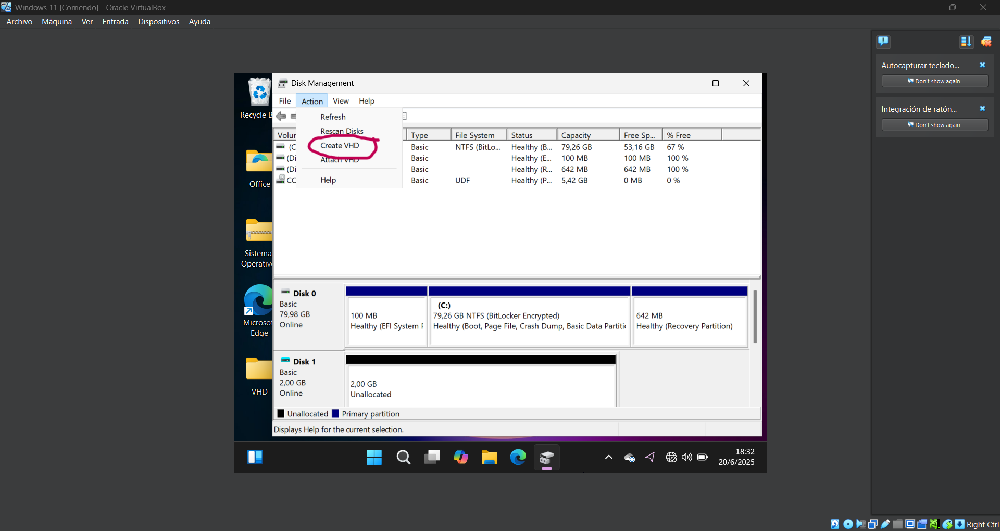 Windows 11 [Corriendo] - Oracle VirtualBox
Archivo Máquina Ver Entrada Dispositivos Ayuda
Autocapturar teclado...
Don't show again
Integración de ratón...
Don't show again
Recycle B
Office
Sistema
Operativo
Microsof
Edge
VHD
Disk Management
File Action View Help
Refresh
Rescan Disks
Create VHD
Attach VHD
Help
Volum Type File System Status Capacity Free Sp... % Free
(C Basic NTFS (BitLo... Healthy (B... 79,26 GB 53,16 GB 67 %
(Di Basic Healthy (E... 100 MB 100 MB 100 %
(Di Basic Healthy (R... 642 MB 642 MB 100 %
CC Basic UDF Healthy (P... 5,42 GB 0 MB 0 %
Disk 0
Basic
79,98 GB
Online
100 MB
Healthy (EFI System P
(C:)
79,26 GB NTFS (BitLocker Encrypted)
Healthy (Boot, Page File, Crash Dump, Basic Data Partitic
642 MB
Healthy (Recovery Partition)
Disk 1
Basic
2,00 GB
Online
2,00 GB
Unallocated
Unallocated Primary partition
Displays Help for the current selection.
18:32
20/6/2025
Right Ctrl